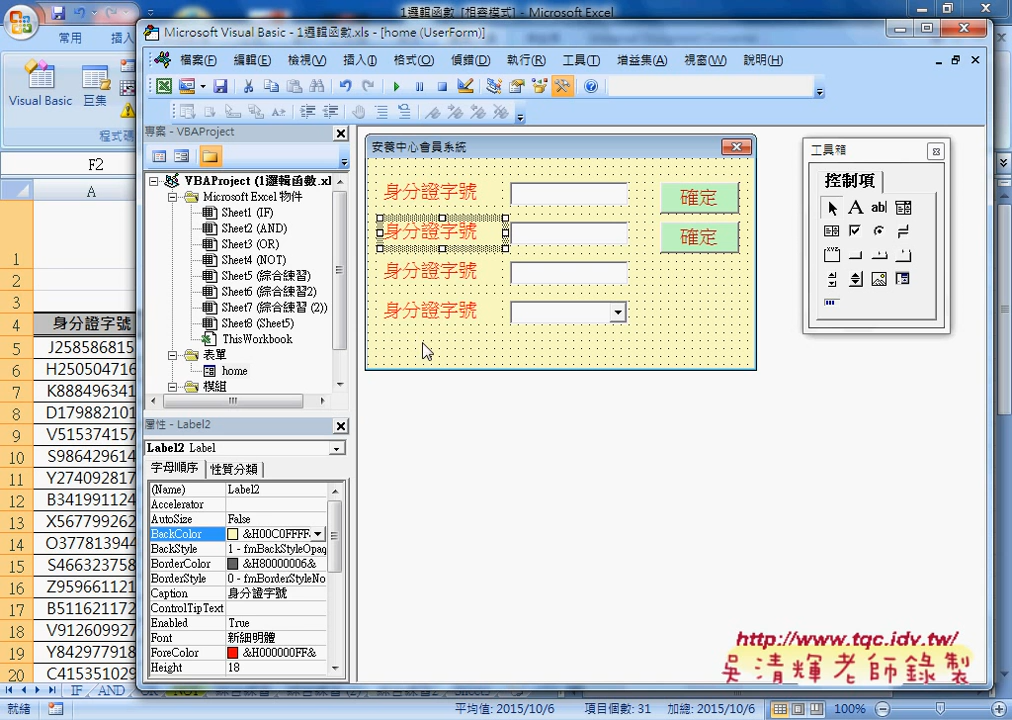 1邏輯函數 [相容模式] - Microsoft Excel
常用
插入
Visual Basic
巨集
程式碼
F2
Microsoft Visual Basic - 1邏輯函數.xls - [home (UserForm)]
檔案(F) 編輯(E) 檢視(V) 插入(I) 格式(O) 偵錯(D) 執行(R) 工具(T) 增益集(A) 視窗(W) 說明(H)
專案 - VBAProject
VBAProject (1邏輯函數.xl
Microsoft Excel 物件
Sheet1 (IF)
Sheet2 (AND)
Sheet3 (OR)
Sheet4 (NOT)
Sheet5 (綜合練習)
Sheet6 (綜合練習2)
Sheet7 (綜合練習 (2))
Sheet8 (Sheet5)
ThisWorkbook
表單
home
模組
屬性 - Label2
Label2 Label
字母順序 性質分類
(Name) Label2
Accelerator
AutoSize False
BackColor &H00C0FFFF
BackStyle 1 - fmBackStyleOpaq
BorderColor &H80000006&
BorderStyle 0 - fmBorderStyleNo
Caption 身分證字號
ControlTipText
Enabled True
Font 新細明體
ForeColor &H000000FF&
Height 18
安養中心會員系統
身分證字號 確定
身分證字號 確定
身分證字號
身分證字號
工具箱
控制項
A
ab|
A
1
2
3
4 身分證字號
5 J258586815
6 H250504716
7 K888496341
8 D179882101
9 V515374157
10 S986429614
11 Y274092817
12 B341991124
13 X567799262
14 O377813944
15 S466323758
16 Z959661121
17 B511621172
18 V912609927
19 Y842977918
20 C415351029
IF AND OR NOT
http://www.tqc.idv.tw/
吳清輝老師錄製
就緒
平均值: 2015/10/6 項目個數: 31 加總: 2015/10/6 100%